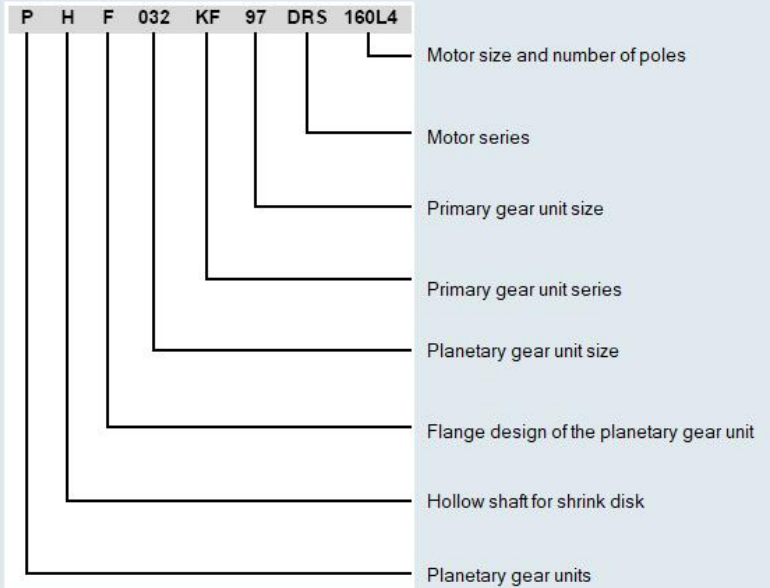 P H F 032 KF 97 DRS 160L4
Motor size and number of poles
Motor series
Primary gear unit size
Primary gear unit series
Planetary gear unit size
Flange design of the planetary gear unit
Hollow shaft for shrink disk
Planetary gear units